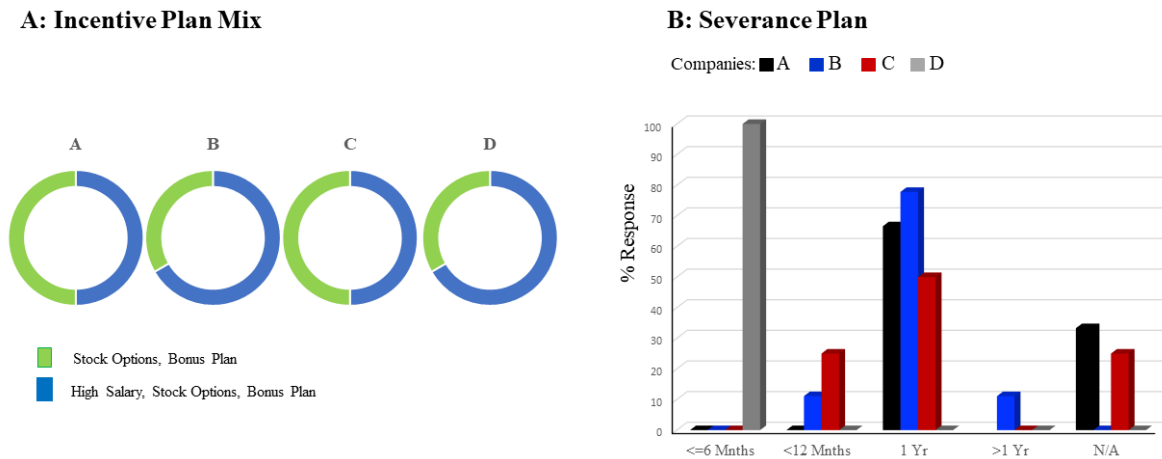 A: Incentive Plan Mix
A B C D
Stock Options, Bonus Plan
High Salary, Stock Options, Bonus Plan
B: Severance Plan
Companies: A B C D
% Response
100
90
80
70
60
50
40
30
20
10
0
<=6 Mnths <12 Mnths 1 Yr >1 Yr N/A